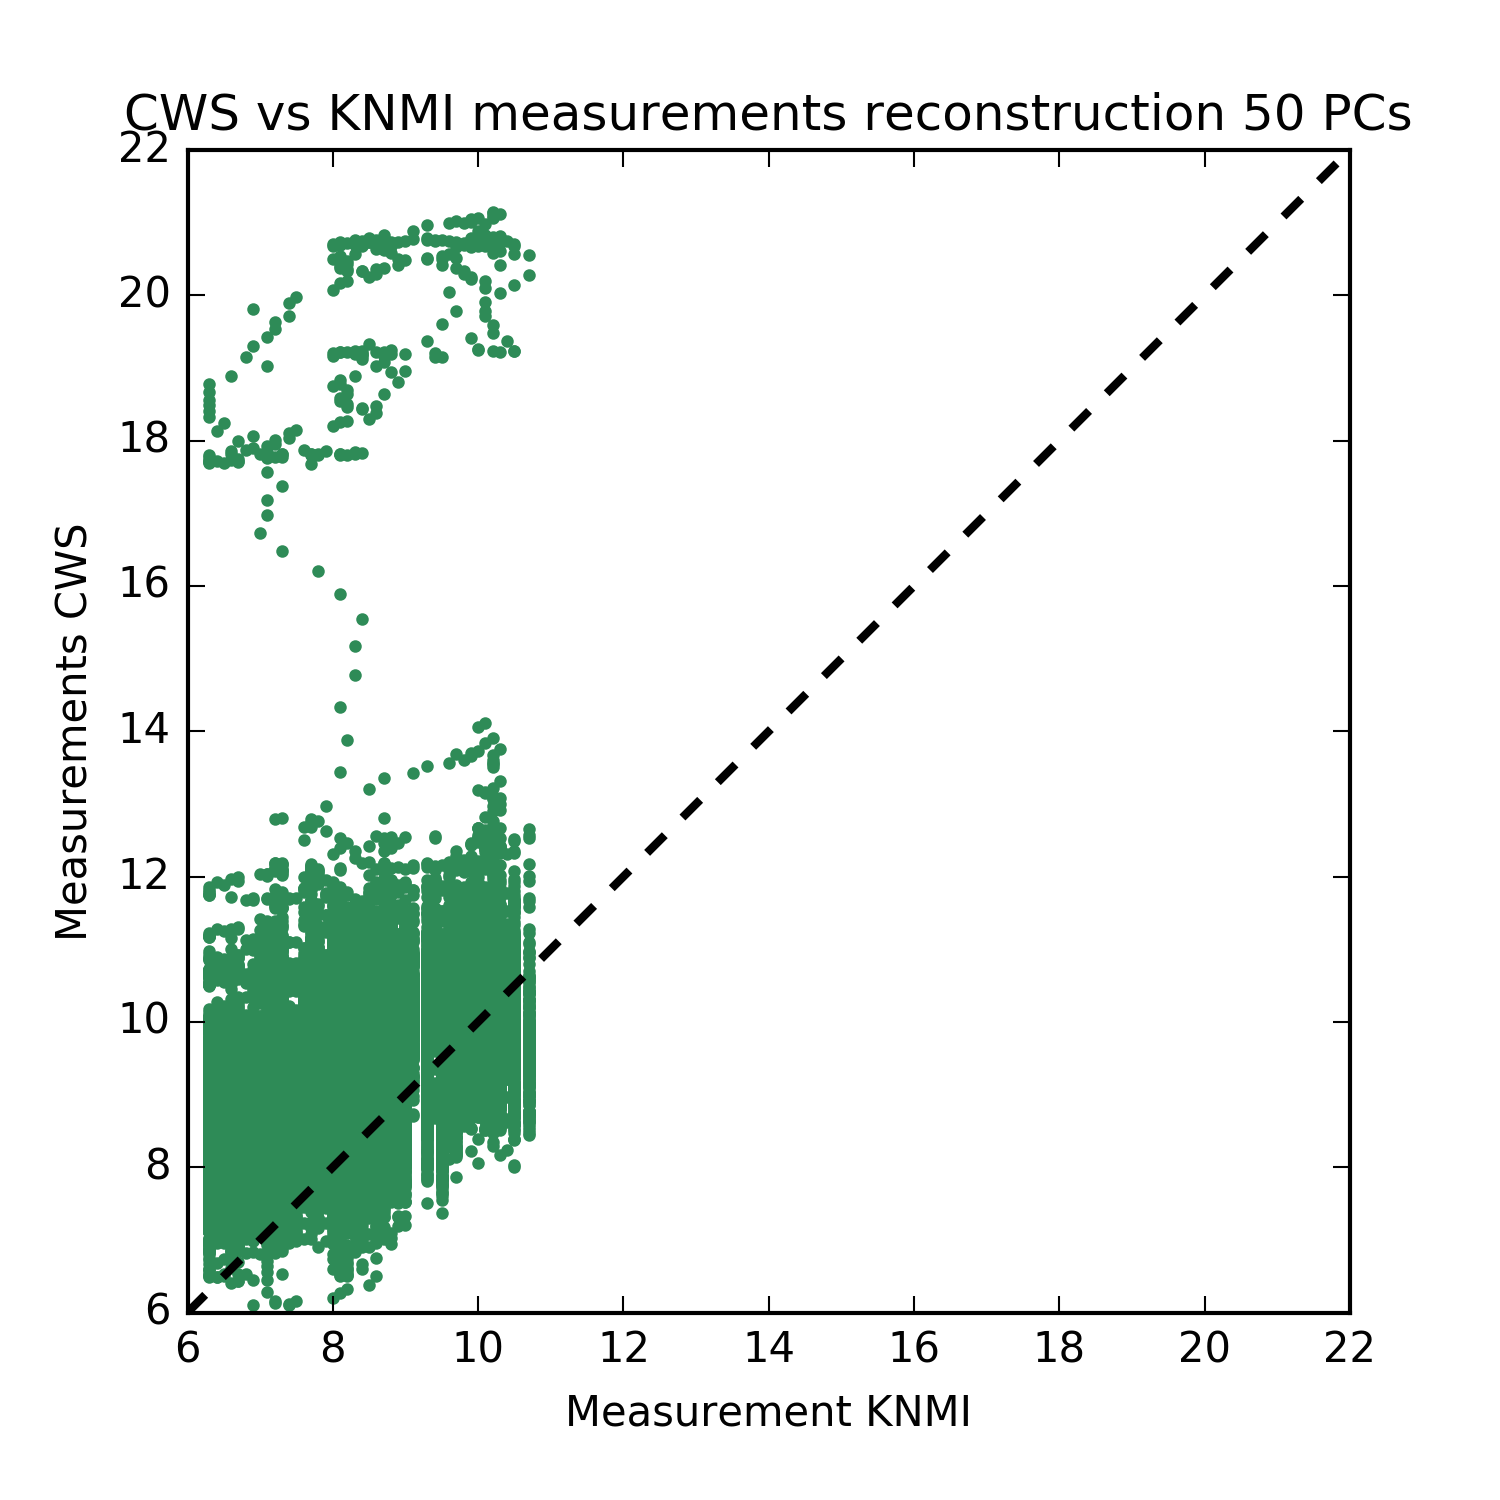 CWS vs KNMI measurements reconstruction 50 PCs
22
20
18
16
14
12
10
8
6
Measurements CWS
6 8 10 12 14 16 18 20 22
Measurement KNMI